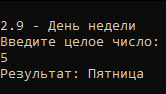 2.9 - День недели
Введите целое число:
5
Результат: Пятница